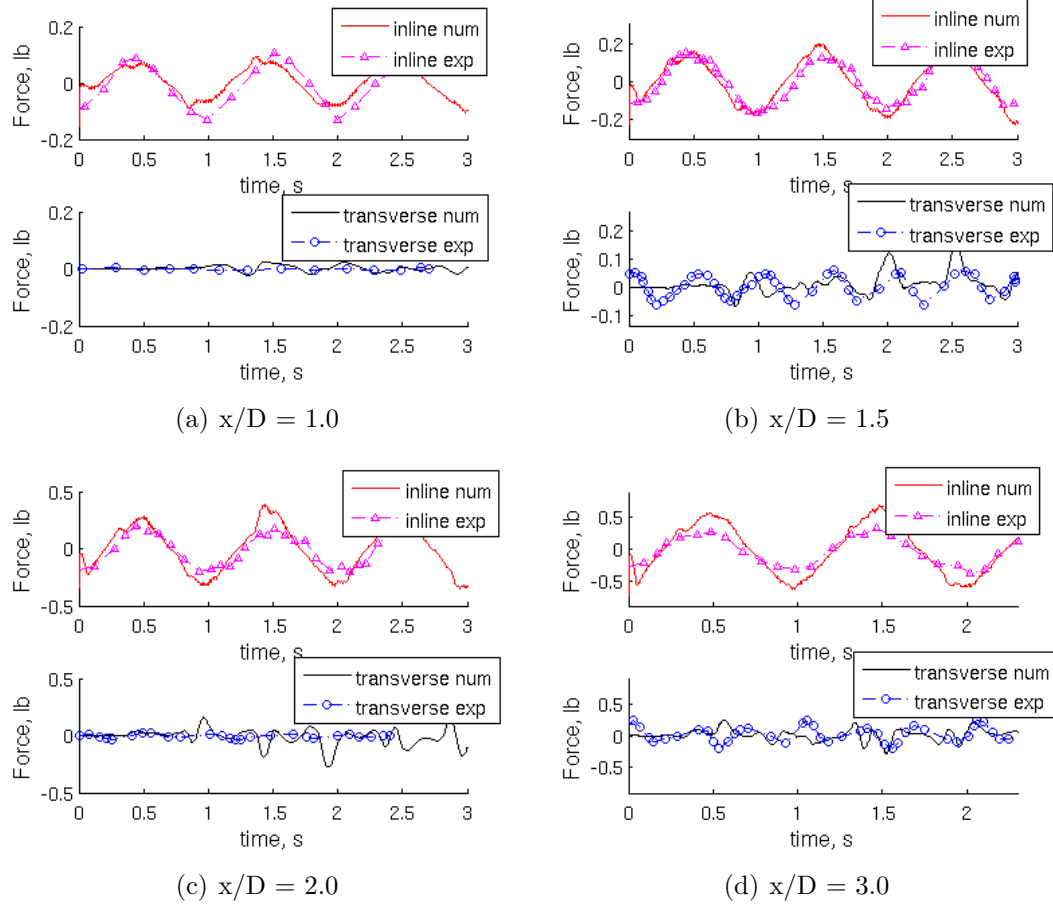 inline num
inline exp
0.2
0
-0.2
Force, lb
0 0.5 1 1.5 2 2.5 3
time, s
transverse num
transverse exp
0.2
0
-0.2
Force, lb
0 0.5 1 1.5 2 2.5 3
time, s
(a) x/D = 1.0
inline num
inline exp
0.2
0
-0.2
Force, lb
0 0.5 1 1.5 2 2.5 3
time, s
transverse num
transverse exp
0.1
0
-0.1
Force, lb
0 0.5 1 1.5 2 2.5 3
time, s
(b) x/D = 1.5
inline num
inline exp
0.5
0
-0.5
Force, lb
0 0.5 1 1.5 2 2.5 3
time, s
transverse num
transverse exp
0.5
0
-0.5
Force, lb
0 0.5 1 1.5 2 2.5 3
time, s
(c) x/D = 2.0
inline num
inline exp
0.5
0
-0.5
Force, lb
0 0.5 1 1.5 2
time, s
transverse num
transverse exp
0.5
0
-0.5
Force, lb
0 0.5 1 1.5 2
time, s
(d) x/D = 3.0